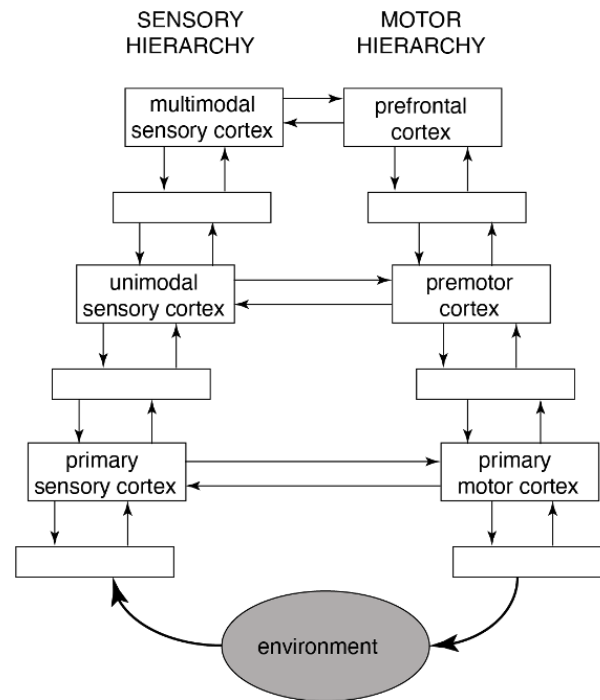 SENSORY
HIERARCHY
MOTOR
HIERARCHY
multimodal
sensory cortex
prefrontal
cortex
unimodal
sensory cortex
premotor
cortex
primary
sensory cortex
primary
motor cortex
environment